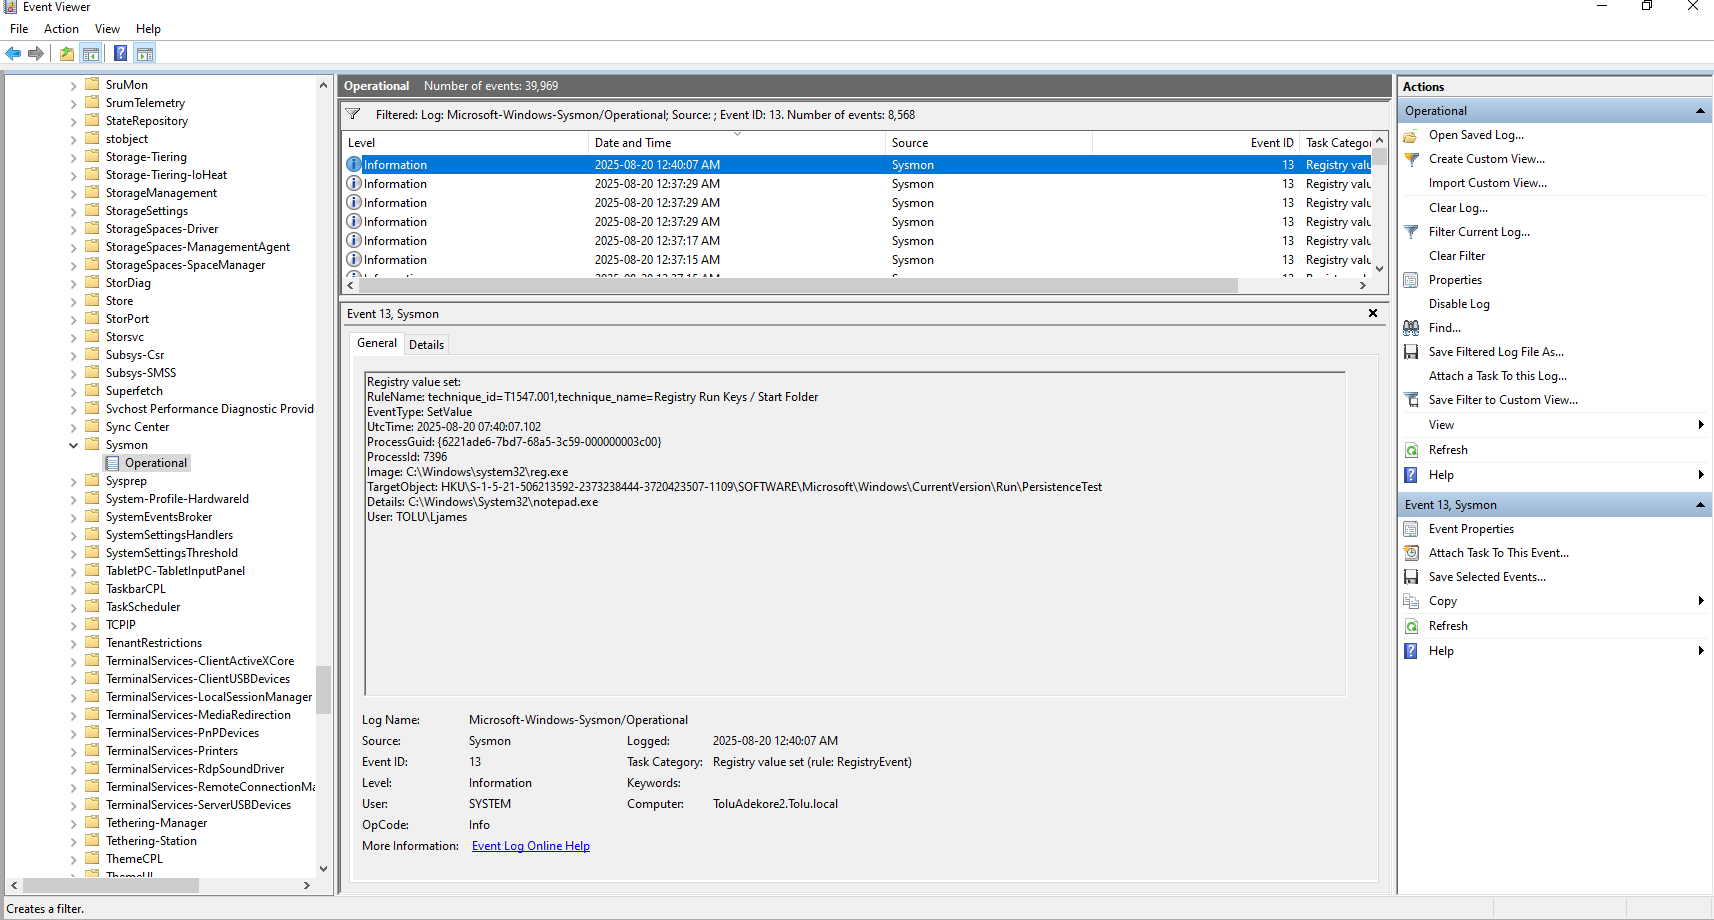 Event Viewer
File Action View Help
SruMon
SrumTelemetry
StateRepository
stobject
Storage-Tiering
Storage-Tiering-IoHeat
StorageManagement
StorageSettings
StorageSpaces-Driver
StorageSpaces-ManagementAgent
StorageSpaces-SpaceManager
StorDiag
Store
StorPort
Storsvc
Subsys-Csr
Subsys-SMSS
Superfetch
Svchost Performance Diagnostic Provid
Sync Center
Sysmon
Operational
Sysprep
System-Profile-HardwareId
SystemEventsBroker
SystemSettingsHandlers
SystemSettingsThreshold
TabletPC-TabletInputPanel
TaskbarCPL
TaskScheduler
TCPIP
TenantRestrictions
TerminalServices-ClientActiveXCore
TerminalServices-ClientUSBDevices
TerminalServices-LocalSessionManager
TerminalServices-MediaRedirection
TerminalServices-PnPDevices
TerminalServices-Printers
TerminalServices-RdpSoundDriver
TerminalServices-RemoteConnectionMa
TerminalServices-ServerUSBDevices
Tethering-Manager
Tethering-Station
ThemeCPL
ThemeUI
Operational Number of events: 39,969
Filtered: Log: Microsoft-Windows-Sysmon/Operational; Source: ; Event ID: 13. Number of events: 8,568
Level Date and Time Source Event ID Task Categor
Information 2025-08-20 12:40:07 AM Sysmon 13 Registry valu
Information 2025-08-20 12:37:29 AM Sysmon 13 Registry valu
Information 2025-08-20 12:37:29 AM Sysmon 13 Registry valu
Information 2025-08-20 12:37:29 AM Sysmon 13 Registry valu
Information 2025-08-20 12:37:17 AM Sysmon 13 Registry valu
Information 2025-08-20 12:37:15 AM Sysmon 13 Registry valu
Event 13, Sysmon
General Details
Registry value set:
RuleName: technique_id=T1547.001,technique_name=Registry Run Keys / Start Folder
EventType: SetValue
UtcTime: 2025-08-20 07:40:07.102
ProcessGuid: {6221ade6-7bd7-68a5-3c59-000000003c00}
ProcessId: 7396
Image: C:\Windows\system32\reg.exe
TargetObject: HKU\S-1-5-21-506213592-2373238444-3720423507-1109\SOFTWARE\Microsoft\Windows\CurrentVersion\Run\PersistenceTest
Details: C:\Windows\System32\notepad.exe
User: TOLU\Ljames
Log Name: Microsoft-Windows-Sysmon/Operational
Source: Sysmon Logged: 2025-08-20 12:40:07 AM
Event ID: 13 Task Category: Registry value set (rule: RegistryEvent)
Level: Information Keywords:
User: SYSTEM Computer: ToluAdekore2.Tolu.local
OpCode: Info
More Information: Event Log Online Help
Actions
Operational
Open Saved Log...
Create Custom View...
Import Custom View...
Clear Log...
Filter Current Log...
Clear Filter
Properties
Disable Log
Find...
Save Filtered Log File As...
Attach a Task To this Log...
Save Filter to Custom View...
View
Refresh
Help
Event 13, Sysmon
Event Properties
Attach Task To This Event...
Save Selected Events...
Copy
Refresh
Help
Creates a filter.